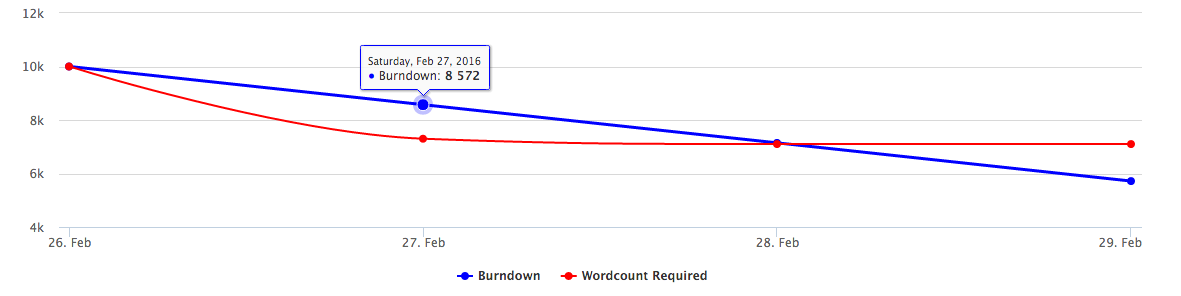 12k
Saturday, Feb 27, 2016
● Burndown: 8 572
10k
8k
6k
4k
26. Feb 27. Feb 28. Feb 29. Feb
Burndown Wordcount Required